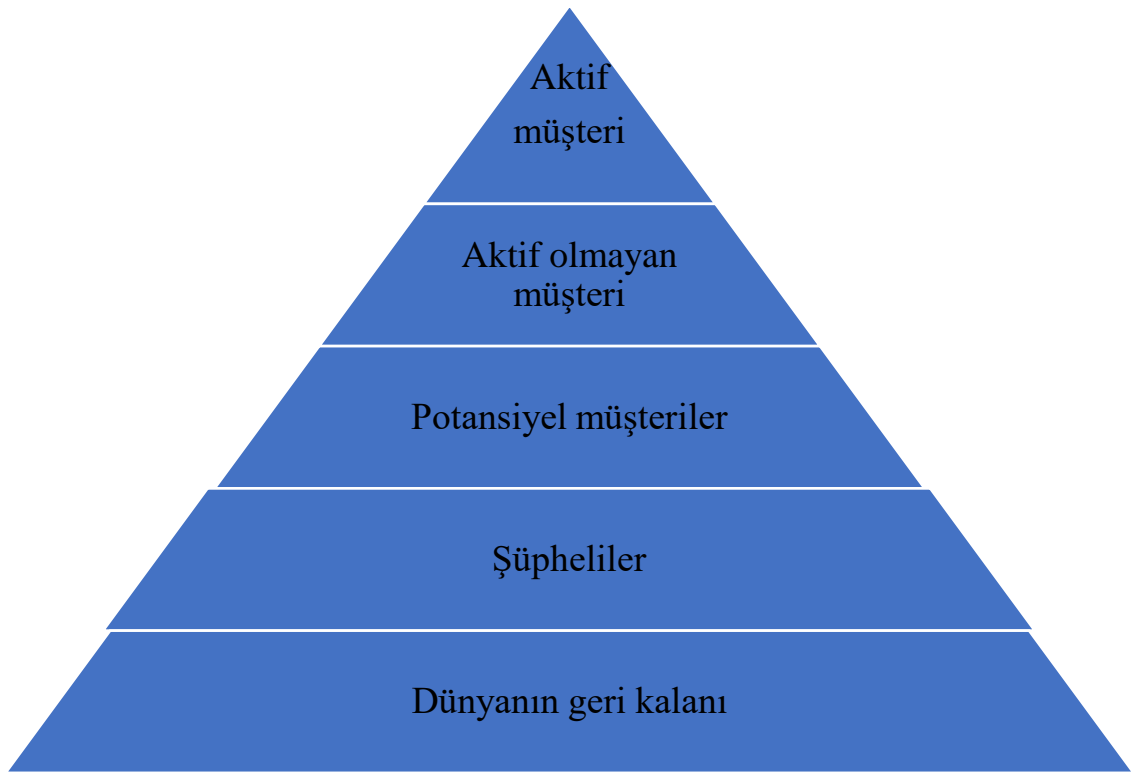 Aktif
müşteri
Aktif olmayan
müşteri
Potansiyel müşteriler
Şüpheliler
Dünyanın geri kalanı